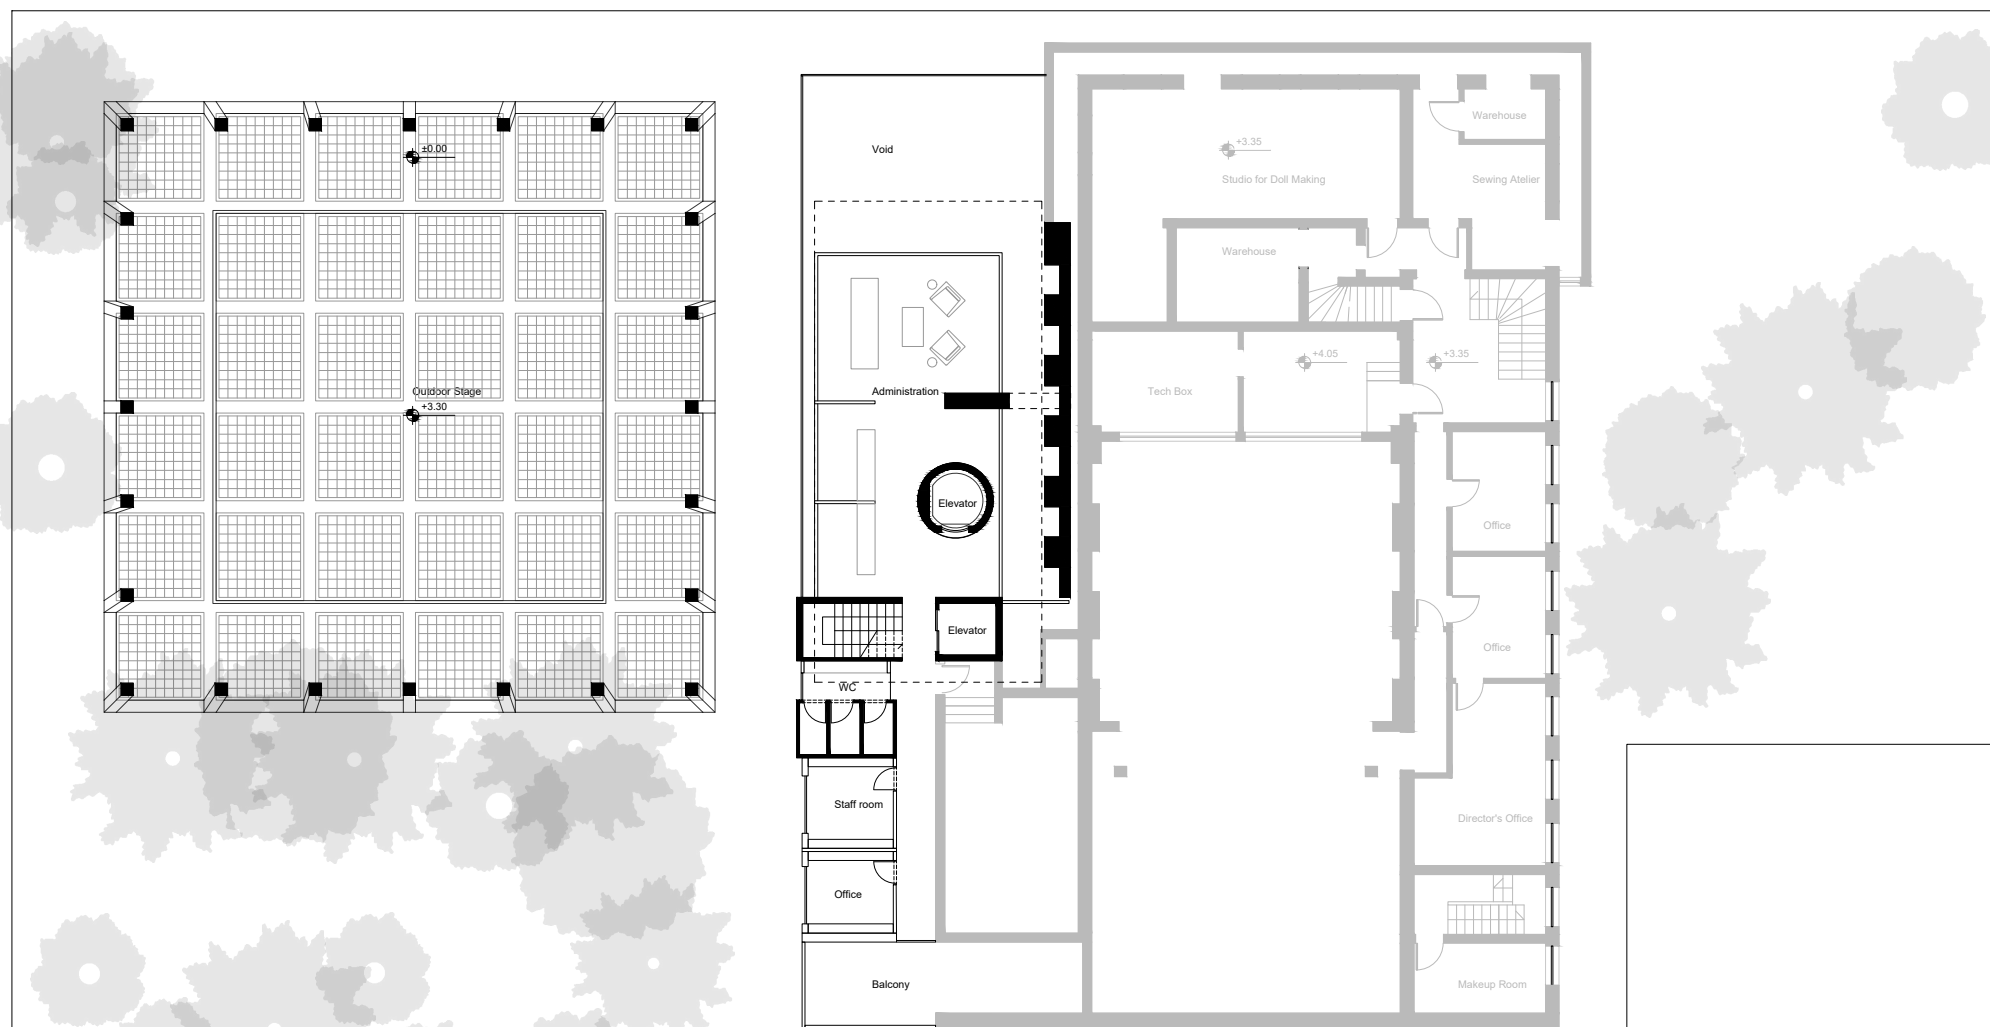 ±0.00
Void
+3.35
Warehouse
Studio for Doll Making
Sewing Atelier
Warehouse
Outdoor Stage
+3.30
Administration
Tech Box
+4.05
+3.35
Elevator
Office
Elevator
Office
WC
Staff room
Director's Office
Office
Balcony
Makeup Room